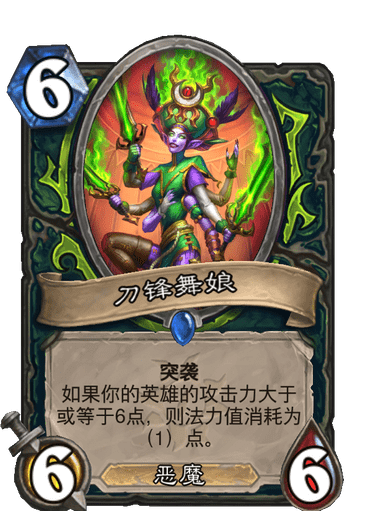 6
刀锋舞娘
突袭
如果你的英雄的攻击力大于
或等于6点，则法力值消耗为
（1）点。
6
恶魔
6